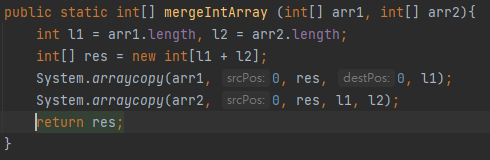 public static int[] mergeIntArray (int[] arr1, int[] arr2){
int l1 = arr1.length, l2 = arr2.length;
int[] res = new int[l1 + l2];
System.arraycopy(arr1, srcPos: 0, res, destPos: 0, l1);
System.arraycopy(arr2, srcPos: 0, res, l1, l2);
return res;
}